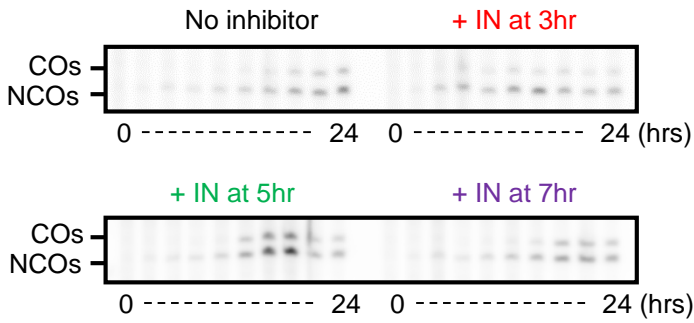 No inhibitor + IN at 3hr
COs
NCOs
0 ----------- 24 0 ----------- 24 (hrs)
+ IN at 5hr + IN at 7hr
COs
NCOs
0 ----------- 24 0 ----------- 24 (hrs)